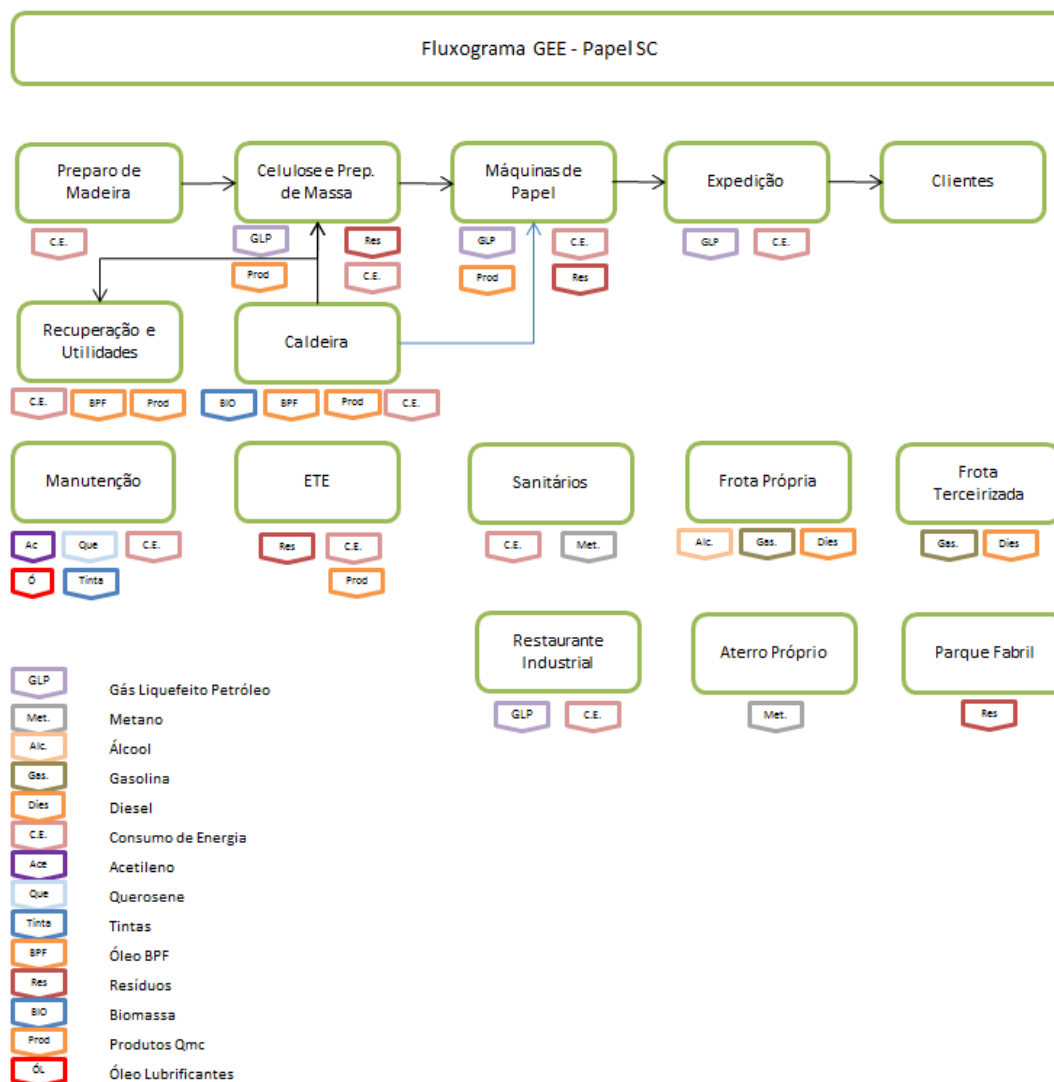 Fluxograma GEE - Papel SC
Preparo de
Madeira
Celulose e Prep.
de Massa
Máquinas de
Papel
Expedição
Clientes
C.E.
GLP
Res
Prod
C.E.
GLP
C.E.
Prod
Res
GLP
C.E.
Recuperação e
Utilidades
Caldeira
C.E.
BPF
Prod
BIO
BPF
Prod
C.E.
Manutenção
ETE
Sanitários
Frota Própria
Frota
Terceirizada
Ac
Que
C.E.
Ó
Tinta
Res
C.E.
Prod
C.E.
Met.
Alc.
Gas.
Dies
Gas.
Dies
Restaurante
Industrial
Aterro Próprio
Parque Fabril
GLP
C.E.
Met.
Res
GLP Gás Liquefeito Petróleo
Met. Metano
Alc. Álcool
Gas. Gasolina
Dies Diesel
C.E. Consumo de Energia
Ace Acetileno
Que Querosene
Tinta Tintas
BPF Óleo BPF
Res Resíduos
BIO Biomassa
Prod Produtos Qmc
ÓL Óleo Lubrificantes